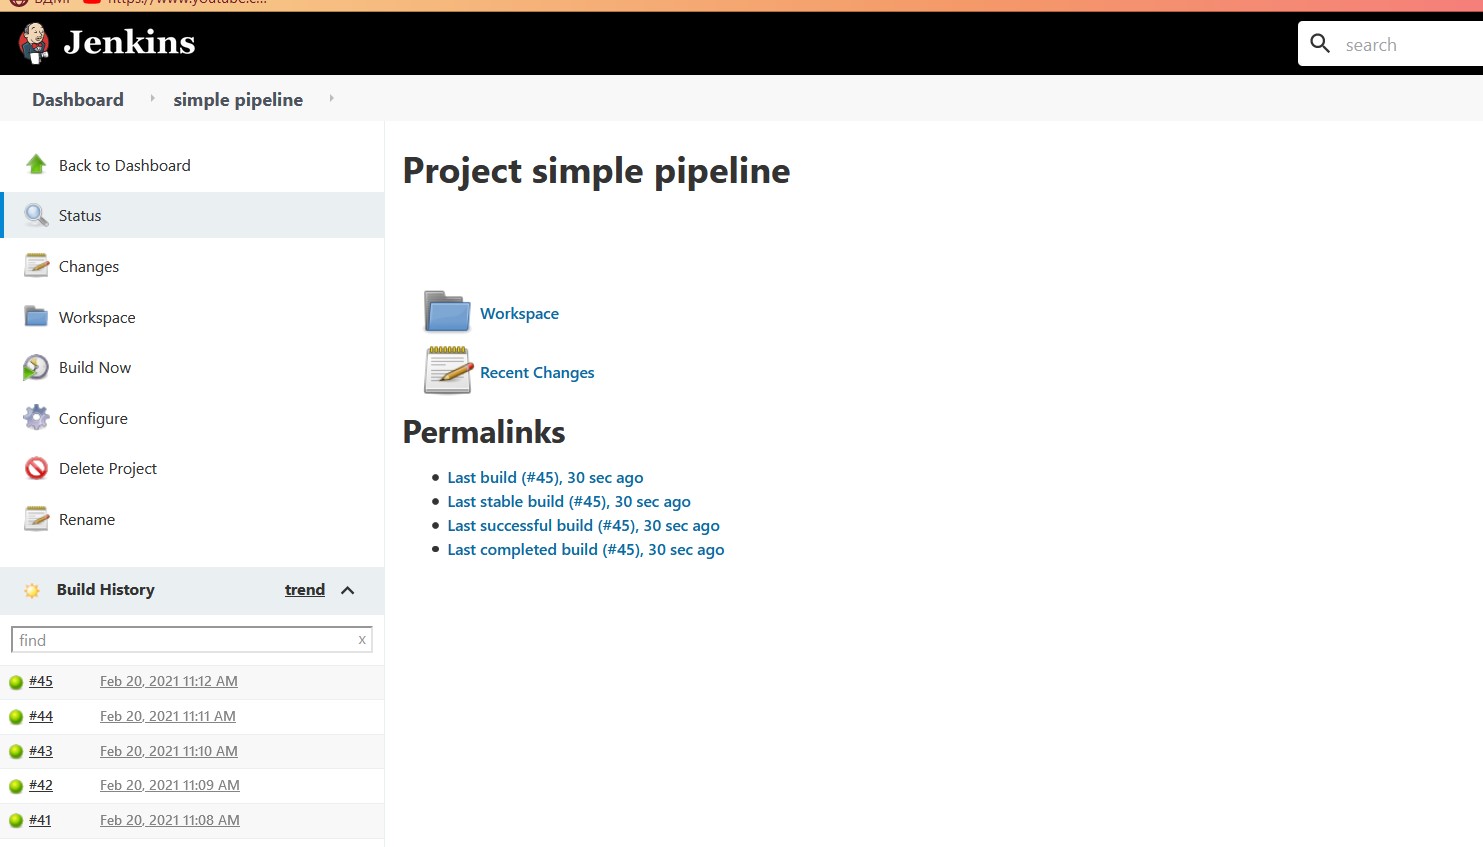 https://www.youtube.c...
Jenkins
search
Dashboard
simple pipeline
Back to Dashboard
Status
Changes
Workspace
Build Now
Configure
Delete Project
Rename
Build History
trend
find
x
#45 Feb 20, 2021 11:12 AM
#44 Feb 20, 2021 11:11 AM
#43 Feb 20, 2021 11:10 AM
#42 Feb 20, 2021 11:09 AM
#41 Feb 20, 2021 11:08 AM
Project simple pipeline
Workspace
Recent Changes
Permalinks
Last build (#45), 30 sec ago
Last stable build (#45), 30 sec ago
Last successful build (#45), 30 sec ago
Last completed build (#45), 30 sec ago